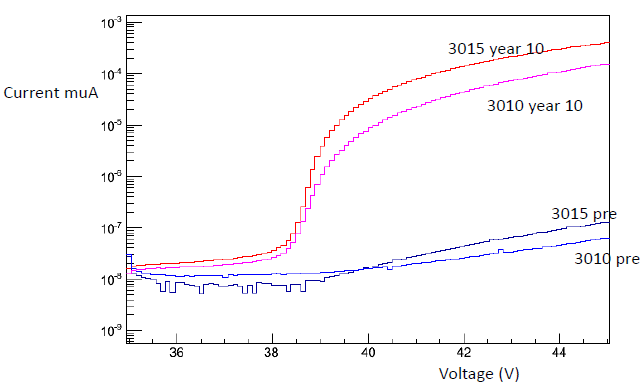 10-3
10-4
Current muA
10-5
10-6
10-7
10-8
10-9
3015 year 10
3010 year 10
3015 pre
3010 pre
36 38 40 42 44
Voltage (V)